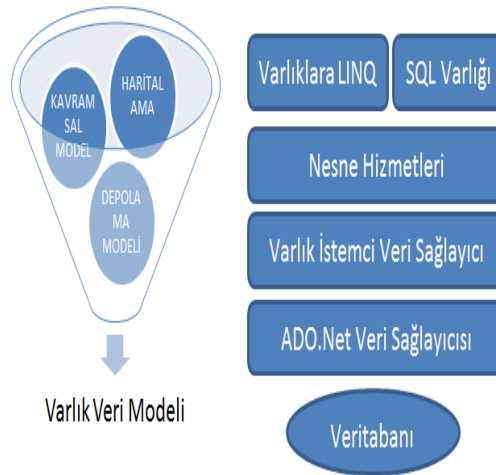 KAVRAM
SAL
MODEL
HARİTAL
AMA
DEPOLA
MA
MODELİ
Varlık Veri Modeli
Varlıklara LINQ
SQL Varlığı
Nesne Hizmetleri
Varlık İstemci Veri Sağlayıcı
ADO.Net Veri Sağlayıcısı
Veritabanı